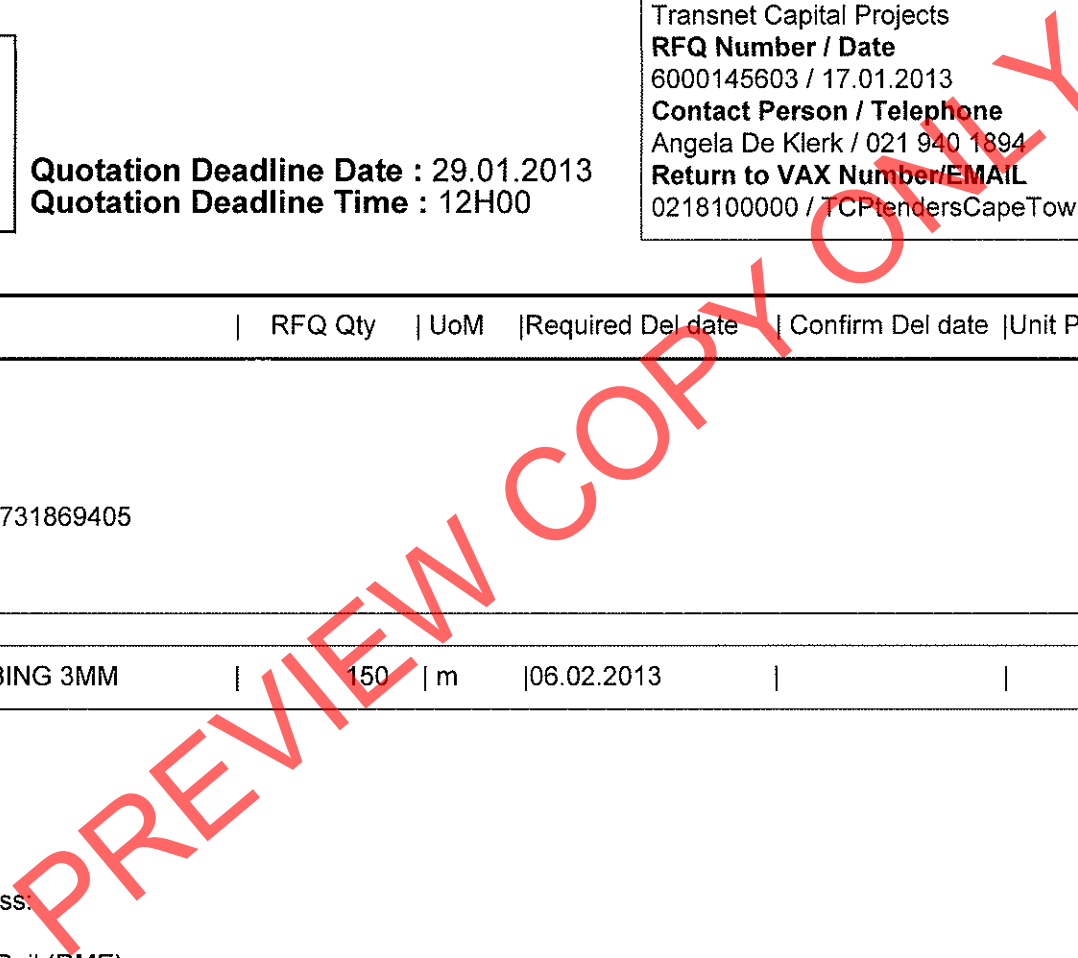 Transnet Capital Projects
RFQ Number / Date
6000145603 / 17.01.2013
Contact Person / Telephone
Angela De Klerk / 021 940 1894
Return to VAX Number/EMAIL
0218100000 / TCPtendersCapeTow
Quotation Deadline Date : 29.01.2013
Quotation Deadline Time : 12H00
| RFQ Qty | UoM |Required Del date | Confirm Del date |Unit P
731869405
BING 3MM | 150 | m |06.02.2013 | |
ss:
PREVIEW COPY ONLY